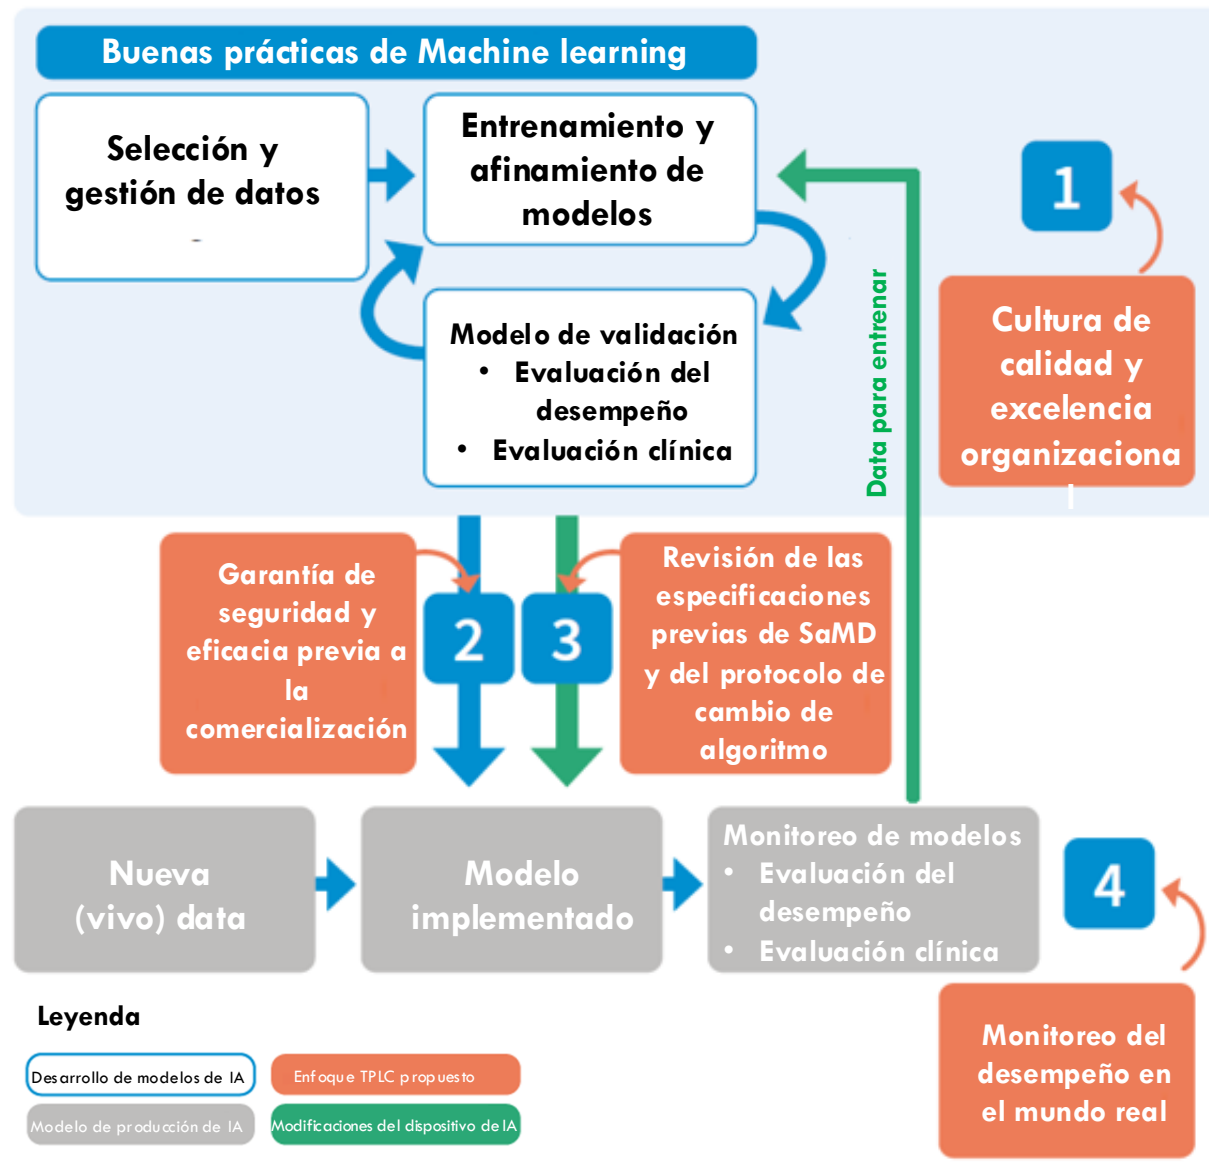 Buenas prácticas de Machine learning
Selección y
gestión de datos
-
Entrenamiento y
afinamiento de
modelos
Modelo de validación
• Evaluación del
desempeño
• Evaluación clínica
Data para entrenar
1
Cultura de
calidad y
excelencia
organizaciona
l
Garantía de
seguridad y
eficacia previa a
la
comercialización
2
3
Revisión de las
especificaciones
previas de SaMD
y del protocolo de
cambio de
algoritmo
Nueva
(vivo) data
Modelo
implementado
Monitoreo de modelos
• Evaluación del
desempeño
• Evaluación clínica
4
Monitoreo del
desempeño en
el mundo real
Leyenda
Desarrollo de modelos de IA
Enfoque TPLC propuesto
Modelo de producción de IA
Modificaciones del dispositivo de IA